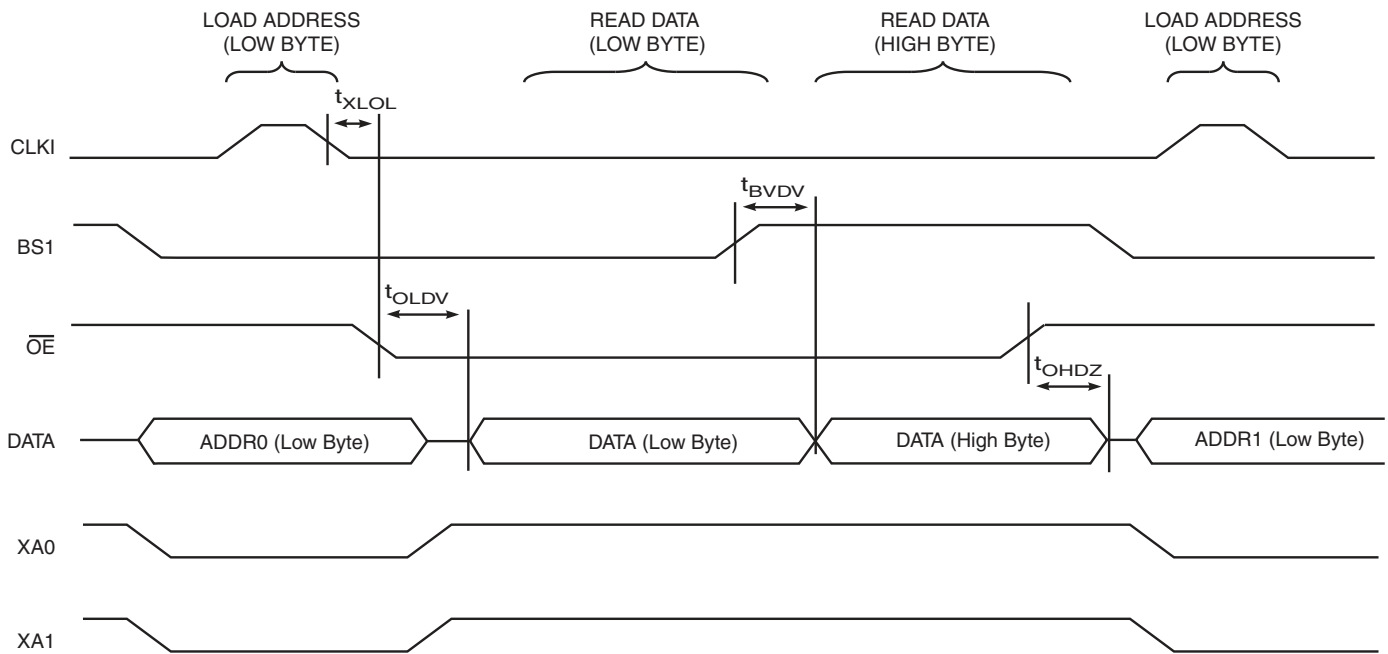 LOAD ADDRESS
(LOW BYTE)
READ DATA
(LOW BYTE)
READ DATA
(HIGH BYTE)
LOAD ADDRESS
(LOW BYTE)
tXLOL
CLKI
tBVDV
BS1
tOLDV
OE
tOHDZ
DATA
ADDR0 (Low Byte)
DATA (Low Byte)
DATA (High Byte)
ADDR1 (Low Byte)
XA0
XA1